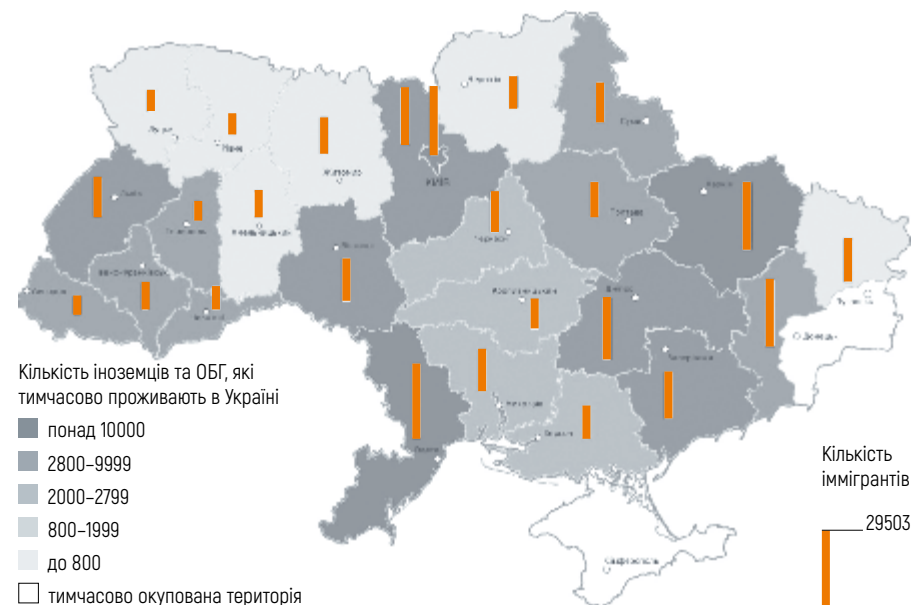 Чернігів
Суми
Луцьк
Рівне
Житомир
КИЇВ
Харків
Львів
Тернопіль
Хмельницький
Полтава
Вінниця
Черкаси
Івано-Франківськ
Ужгород
Кропивницький
Дніпро
Луганськ
Чернівці
Донецьк
Запоріжжя
Миколаїв
Херсон
Одеса
Сімферополь
Кількість іноземців та ОБГ, які
тимчасово проживають в Україні
понад 10000
2800–9999
2000–2799
800–1999
до 800
тимчасово окупована територія
Кількість
іммігрантів
29503